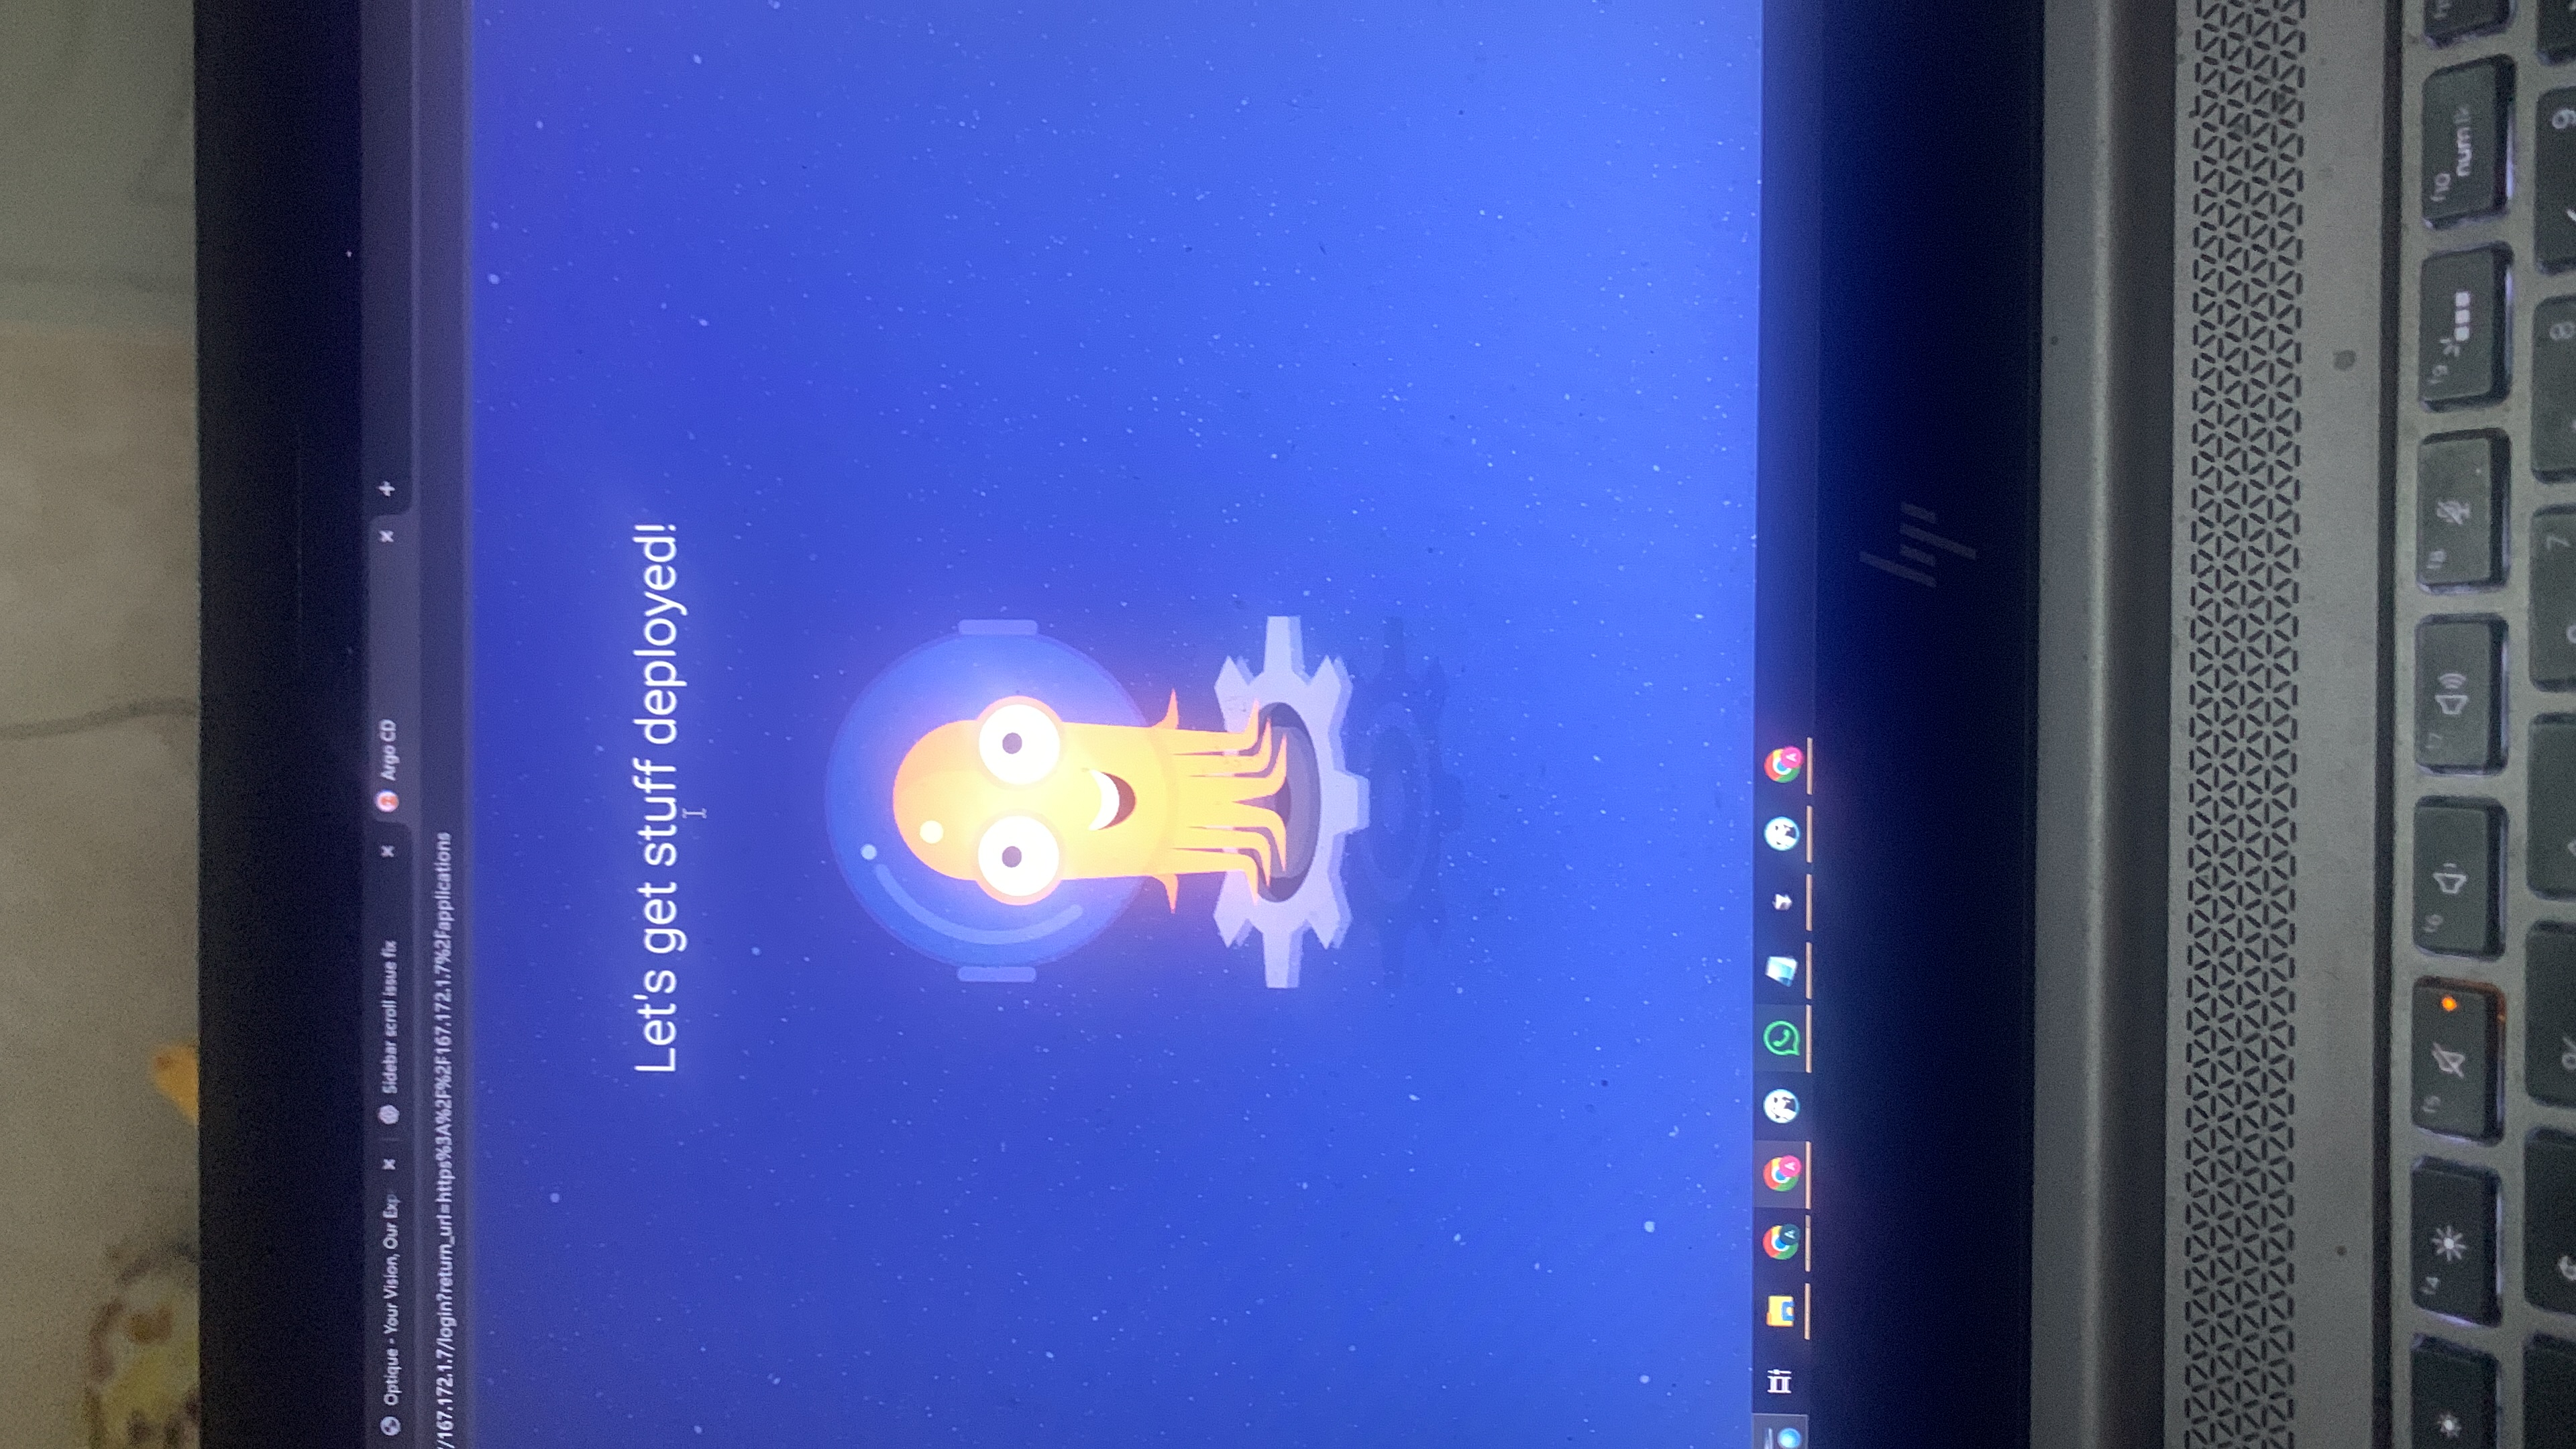 Optique - Your Vision, Our Exp
Sidebar scroll issue fix
Argo CD
//167.172.1.7/login?return_url=https%3A%2F%2F167.172.1.7%2Fapplications
Let's get stuff deployed!
A
A
A
hp
f4
f5
f6
f7
f8
f9
f10
num lk
%
7
8
9